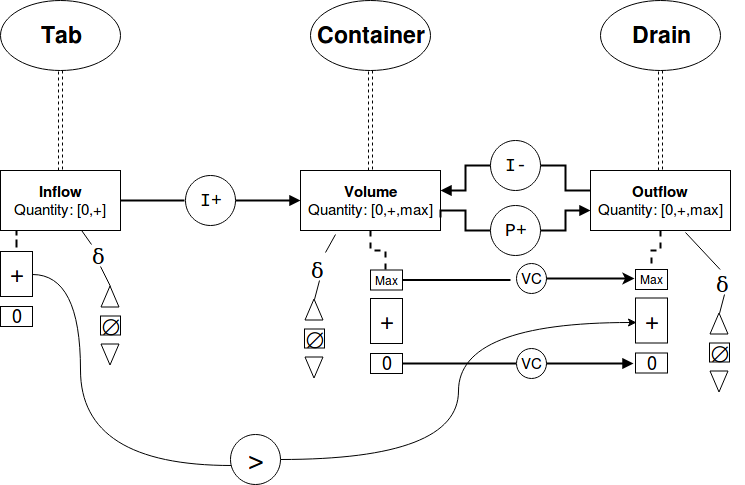 Tab
Container
Drain
Inflow
Quantity: [0,+]
I+
Volume
Quantity: [0,+,max]
I-
P+
Outflow
Quantity: [0,+,max]
δ
+
0
∅
δ
Max
+
0
∅
VC
VC
δ
Max
+
0
∅
>